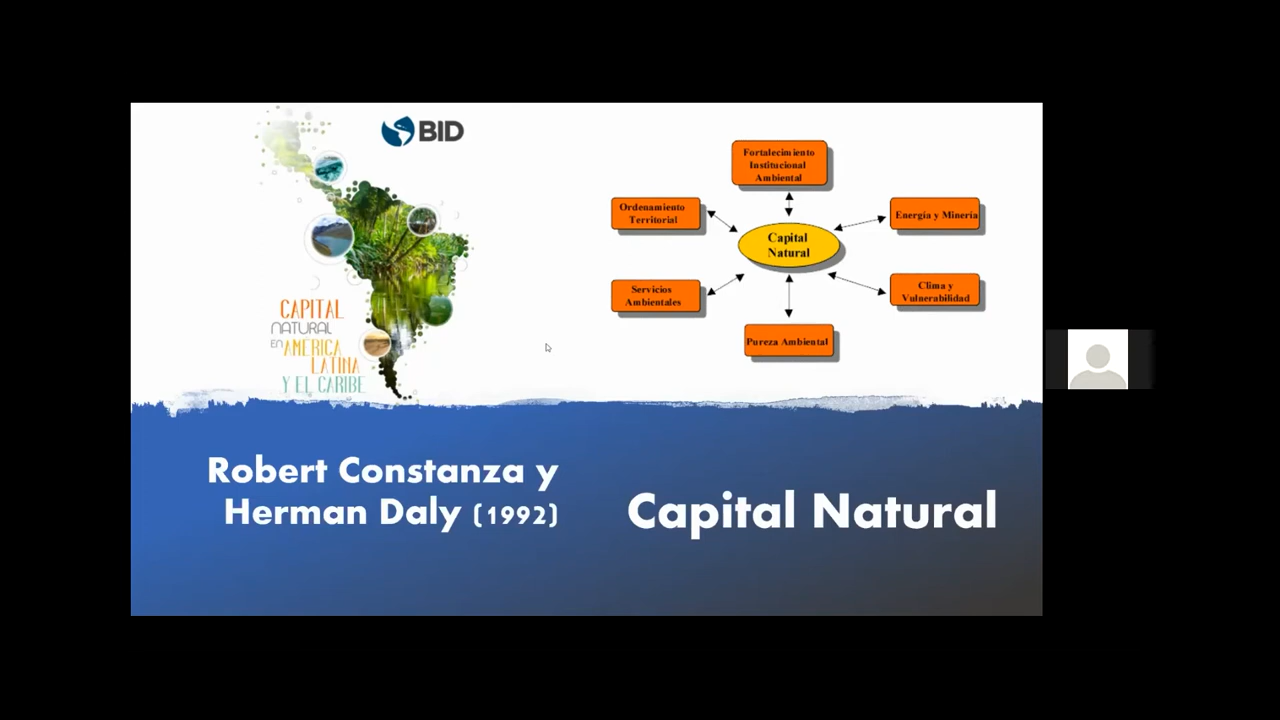 BID
CAPITAL
NATURAL
EN AMERICA
LATINA
Y EL CARIBE
Fortalecimiento
Institucional
Ambiental
Ordenamiento
Territorial
Energía y Minería
Capital
Natural
Servicios
Ambientales
Clima y
Vulnerabilidad
Pureza Ambiental
Robert Constanza y
Herman Daly (1992)
Capital Natural